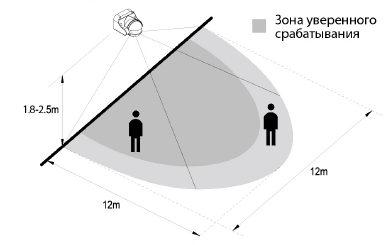 Зона уверенного
срабатывания
1.8-2.5m
12m
12m